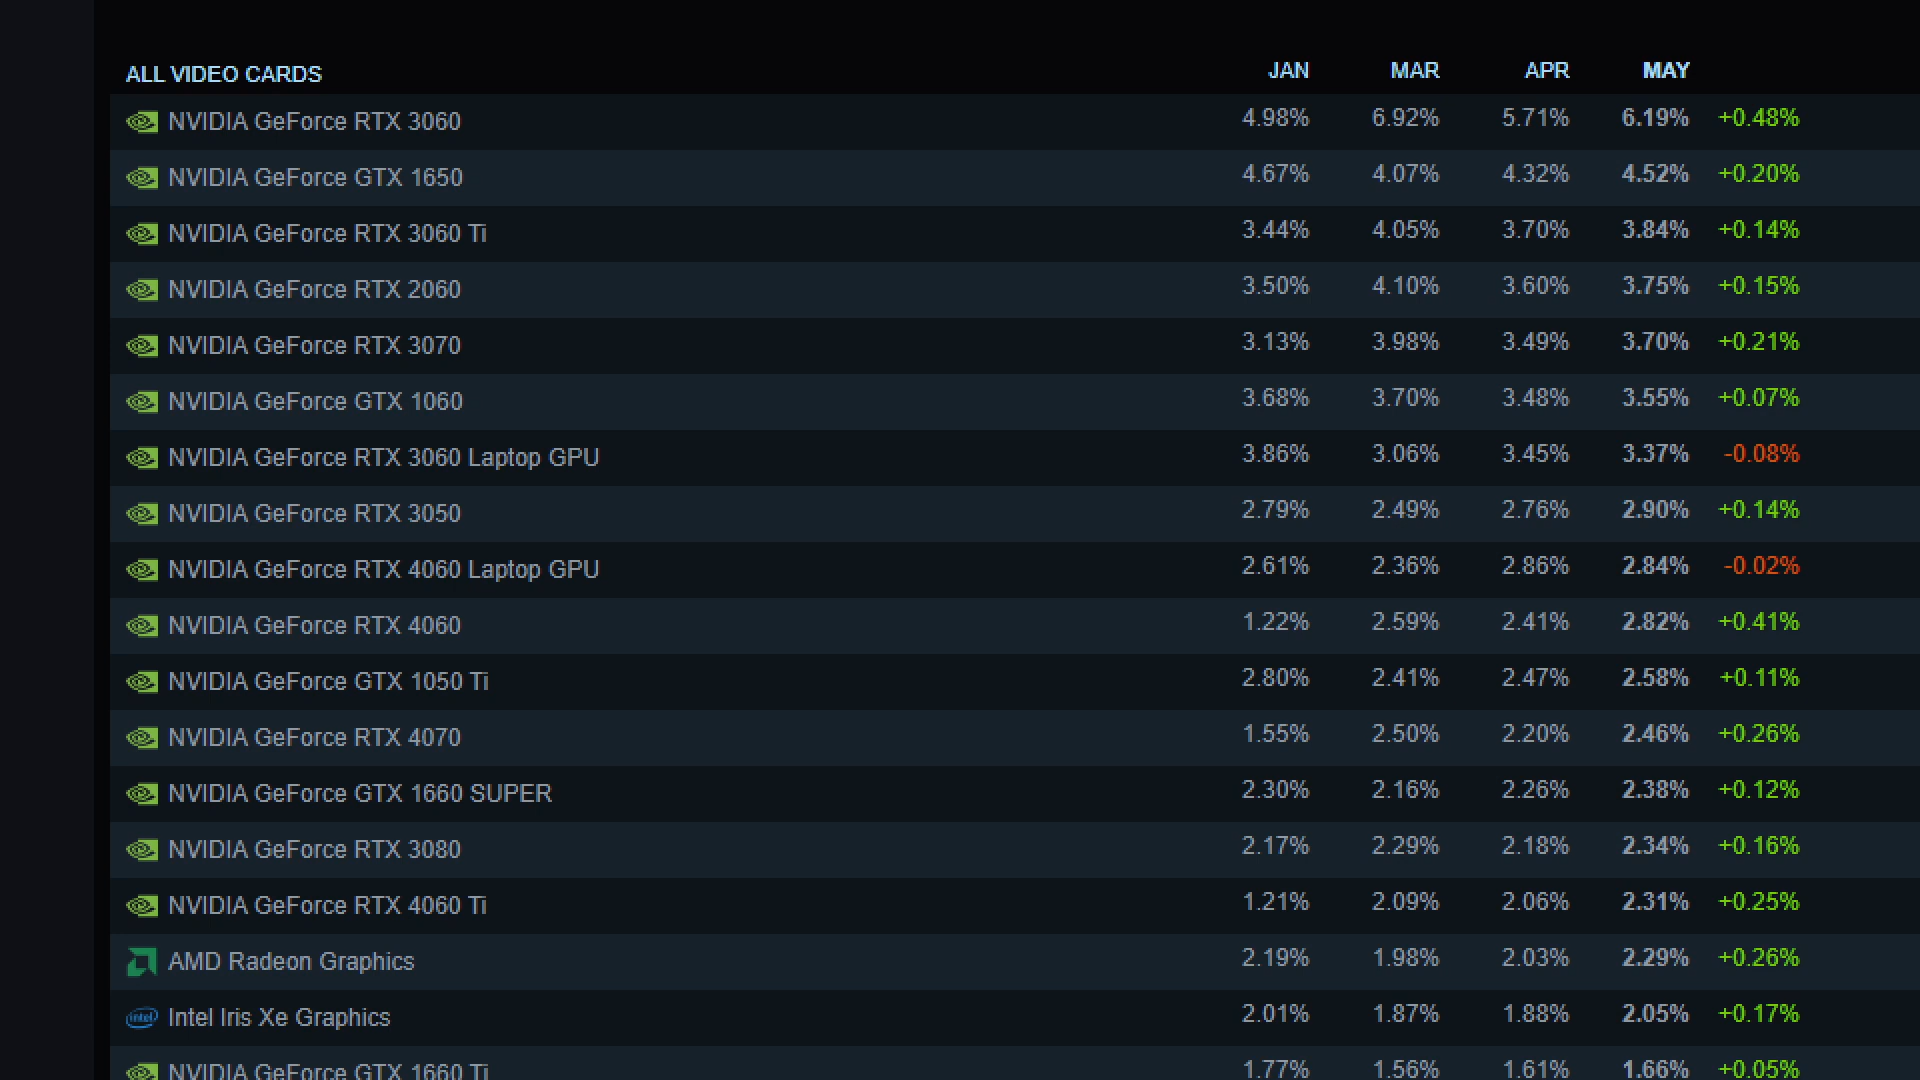 ALL VIDEO CARDS JAN MAR APR MAY
NVIDIA GeForce RTX 3060 4.98% 6.92% 5.71% 6.19% +0.48%
NVIDIA GeForce GTX 1650 4.67% 4.07% 4.32% 4.52% +0.20%
NVIDIA GeForce RTX 3060 Ti 3.44% 4.05% 3.70% 3.84% +0.14%
NVIDIA GeForce RTX 2060 3.50% 4.10% 3.60% 3.75% +0.15%
NVIDIA GeForce RTX 3070 3.13% 3.98% 3.49% 3.70% +0.21%
NVIDIA GeForce GTX 1060 3.68% 3.70% 3.48% 3.55% +0.07%
NVIDIA GeForce RTX 3060 Laptop GPU 3.86% 3.06% 3.45% 3.37% -0.08%
NVIDIA GeForce RTX 3050 2.79% 2.49% 2.76% 2.90% +0.14%
NVIDIA GeForce RTX 4060 Laptop GPU 2.61% 2.36% 2.86% 2.84% -0.02%
NVIDIA GeForce RTX 4060 1.22% 2.59% 2.41% 2.82% +0.41%
NVIDIA GeForce GTX 1050 Ti 2.80% 2.41% 2.47% 2.58% +0.11%
NVIDIA GeForce RTX 4070 1.55% 2.50% 2.20% 2.46% +0.26%
NVIDIA GeForce GTX 1660 SUPER 2.30% 2.16% 2.26% 2.38% +0.12%
NVIDIA GeForce RTX 3080 2.17% 2.29% 2.18% 2.34% +0.16%
NVIDIA GeForce RTX 4060 Ti 1.21% 2.09% 2.06% 2.31% +0.25%
AMD Radeon Graphics 2.19% 1.98% 2.03% 2.29% +0.26%
intel Intel Iris Xe Graphics 2.01% 1.87% 1.88% 2.05% +0.17%
NVIDIA GeForce GTX 1660 Ti 1.77% 1.56% 1.61% 1.66% +0.05%